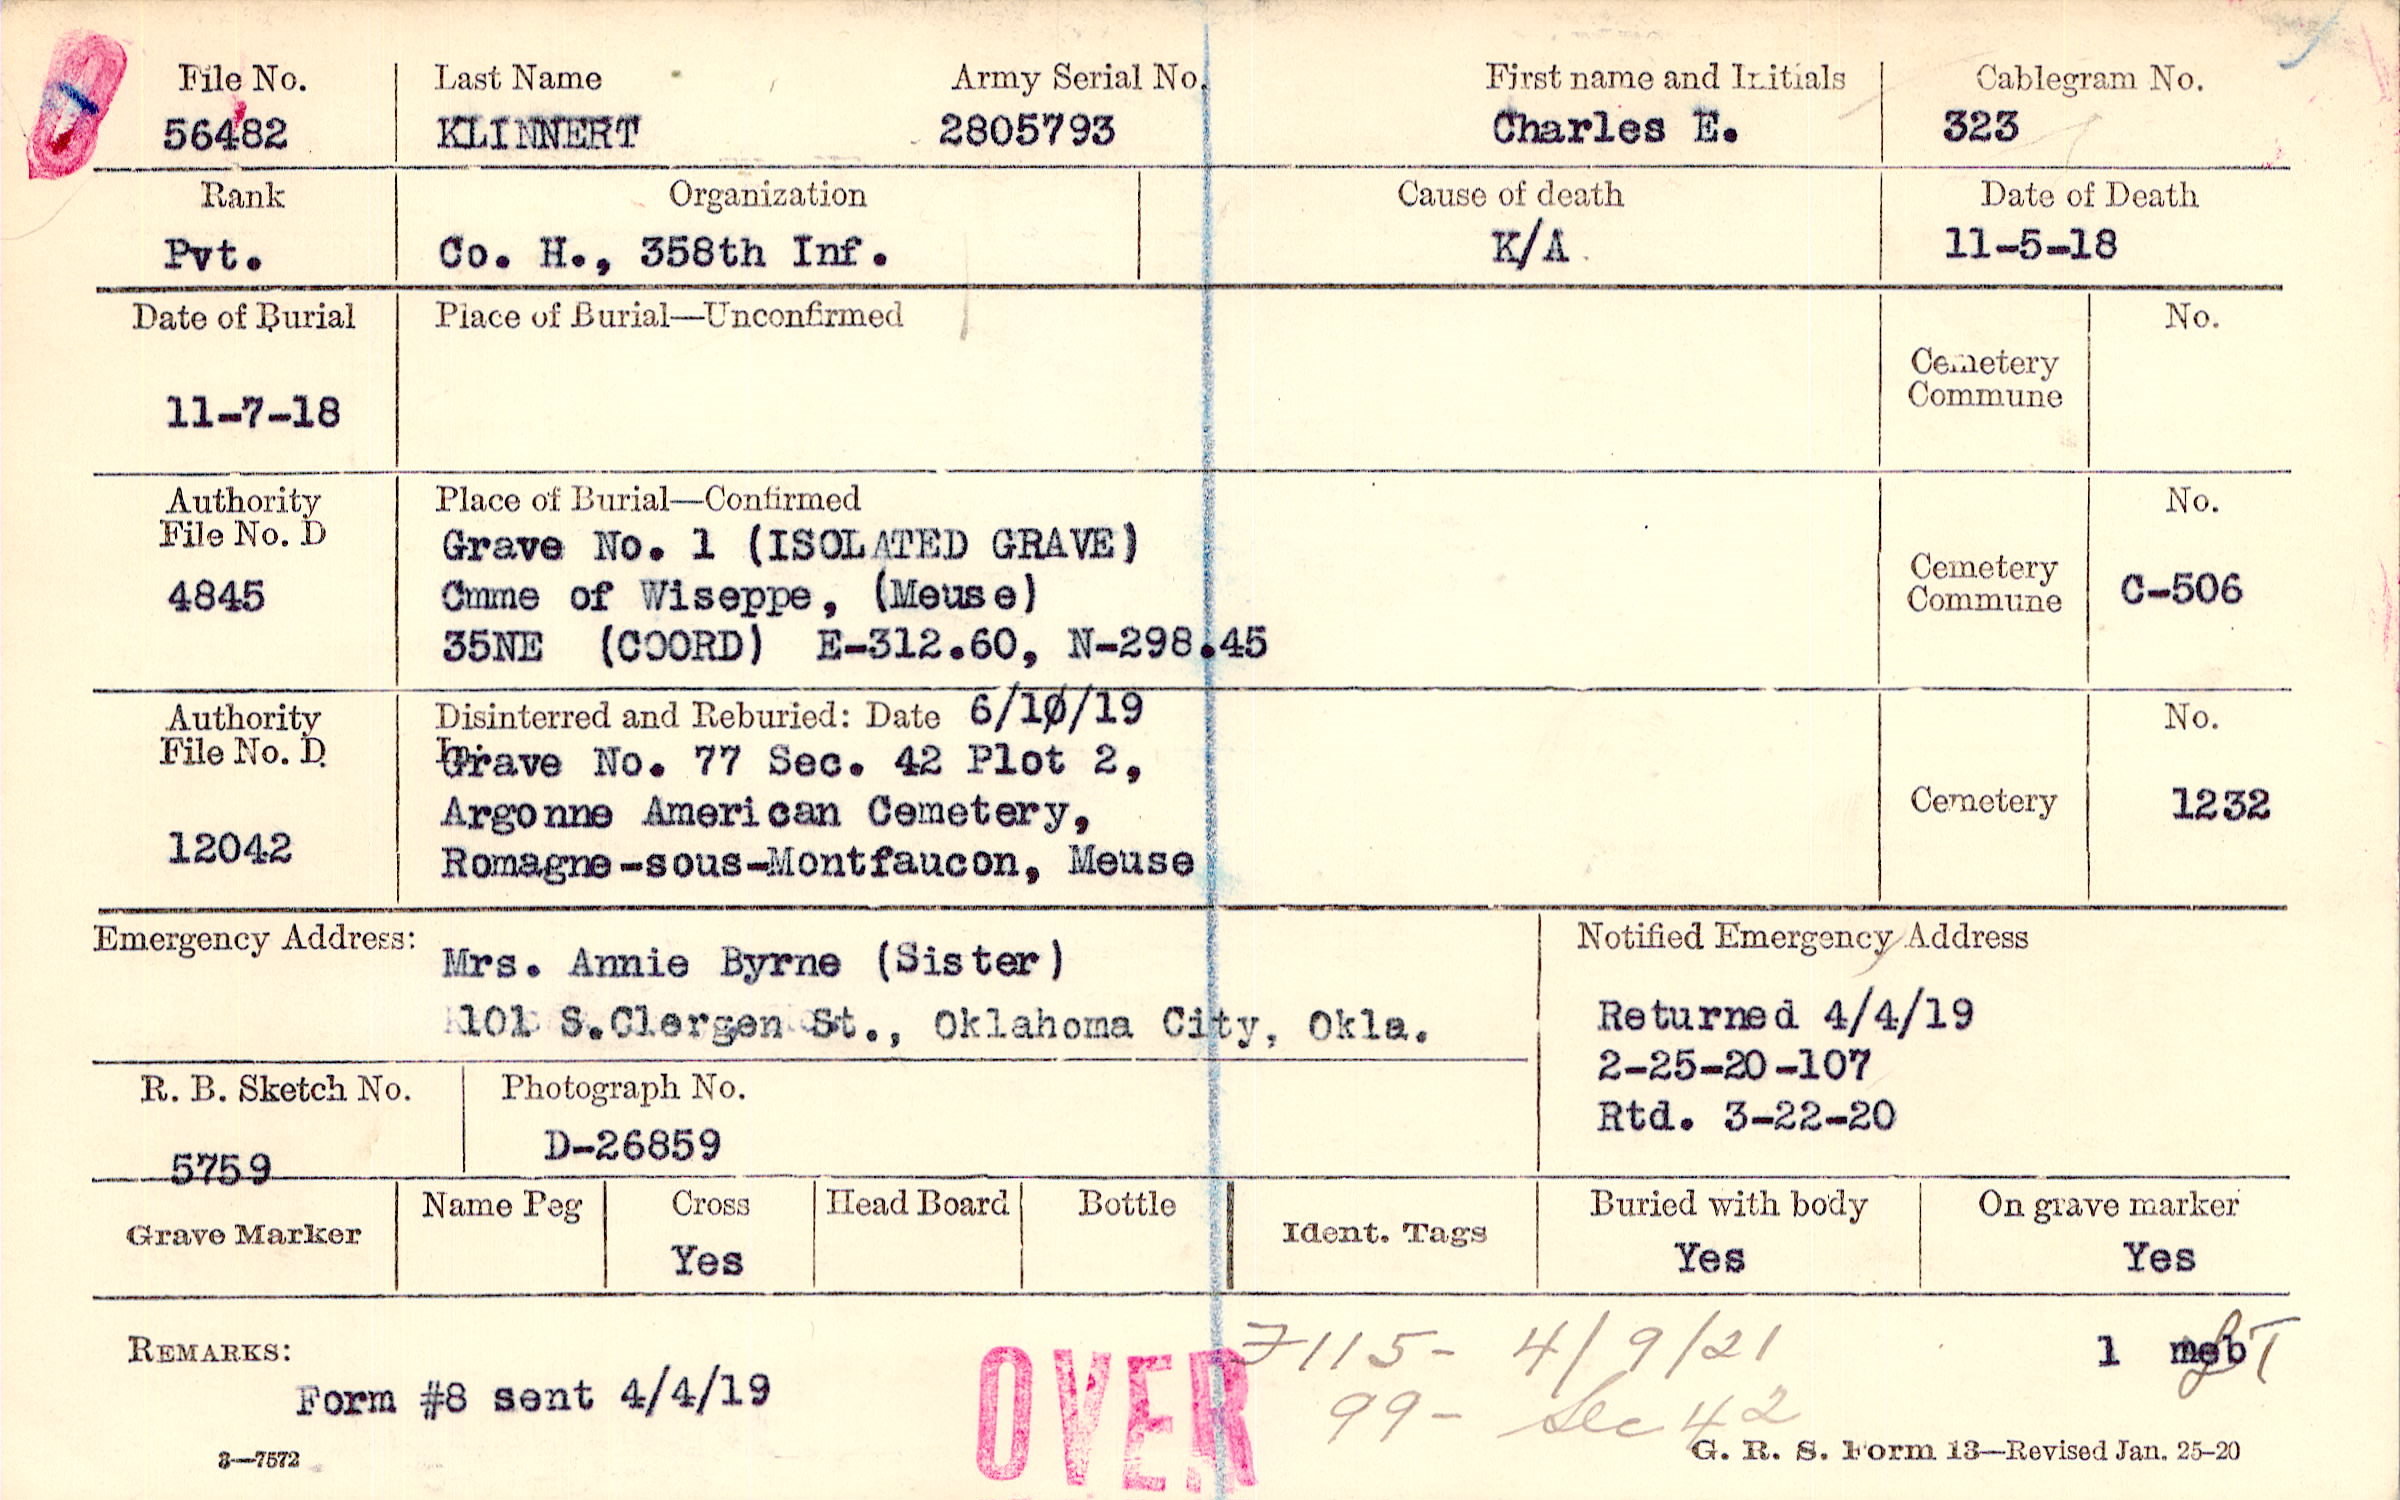 File No. Last Name Army Serial No. First name and Initials Cablegram No.
56482 KLINNERT 2805793 Charles E. 323
Rank Organization Cause of death Date of Death
Pvt. Co. H., 358th Inf. K/A 11-5-18
Date of Burial Place of Burial—Unconfirmed No.
Cemetery
Commune
11-7-18
Authority Place of Burial—Confirmed No.
File No. D Grave No. 1 (ISOLATED GRAVE)
4845 Cmme of Wiseppe, (Meuse) Cemetery
Commune C-506
35NE (COORD) E-312.60, N-298.45
Authority Disinterred and Reburied: Date 6/10/19 No.
File No. D. In: Grave No. 77 Sec. 42 Plot 2,
Argonne American Cemetery, Cemetery 1232
12042 Romagne-sous-Montfaucon, Meuse
Emergency Address: Mrs. Annie Byrne (Sister) Notified Emergency Address
101 S.Clergen St., Oklahoma City, Okla. Returned 4/4/19
2-25-20-107
Rtd. 3-22-20
R. B. Sketch No. Photograph No.
5759 D-26859
Grave Marker Name Peg Cross Head Board Bottle Ident. Tags Buried with body On grave marker
Yes Yes Yes
REMARKS: 7115- 4/9/21 1 meb
Form #8 sent 4/4/19 OVER 99- Sec 42
3—7572 G. R. S. Form 13—Revised Jan. 25-20